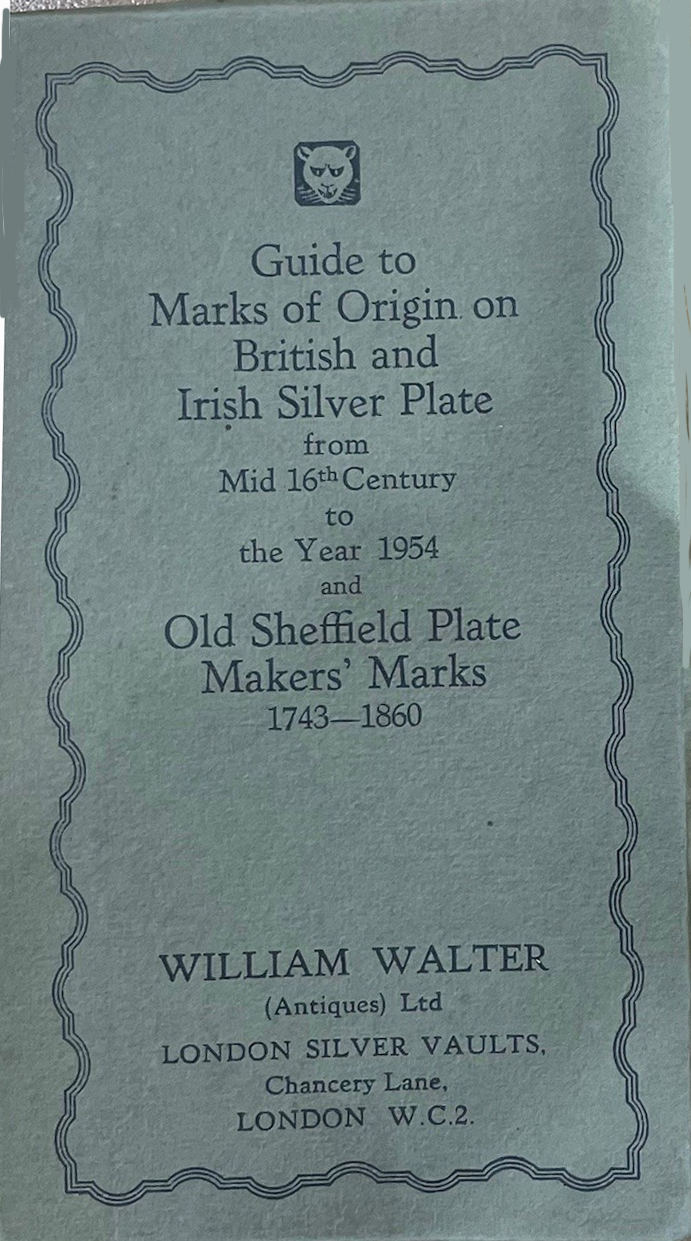 Guide to
Marks of Origin on
British and
Irish Silver Plate
from
Mid 16th Century
to
the Year 1954
and
Old Sheffield Plate
Makers' Marks
1743—1860
WILLIAM WALTER
(Antiques) Ltd
LONDON SILVER VAULTS,
Chancery Lane,
LONDON W.C.2.